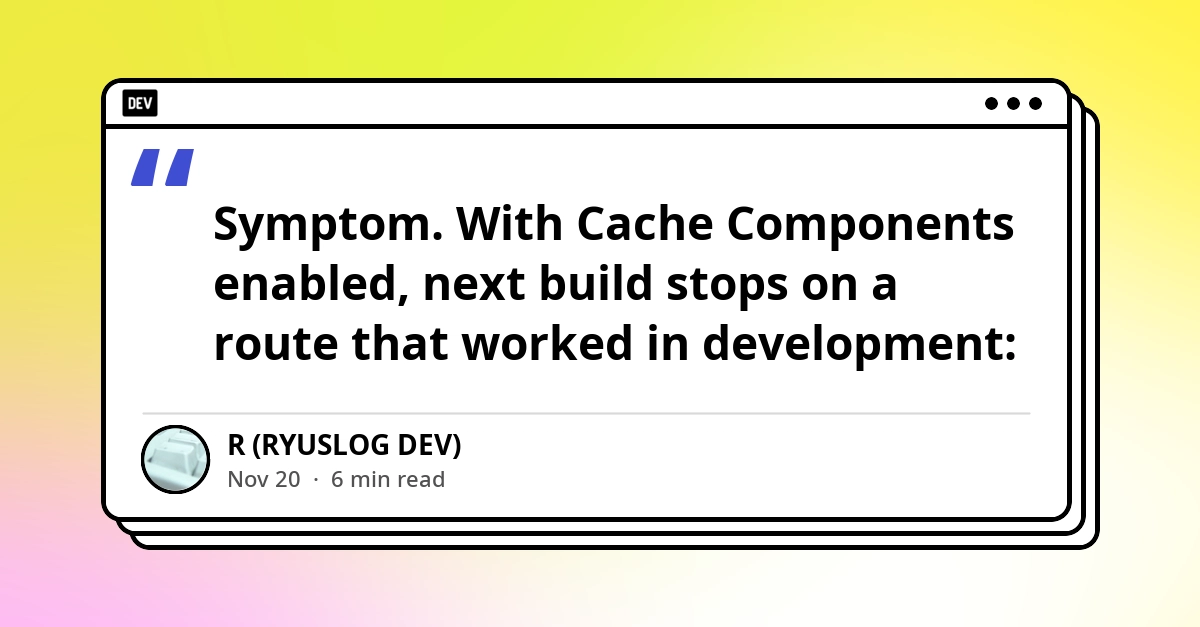 DEV
“
Symptom. With Cache Components
enabled, next build stops on a
route that worked in development:
R (RYUSLOG DEV)
Nov 20 · 6 min read